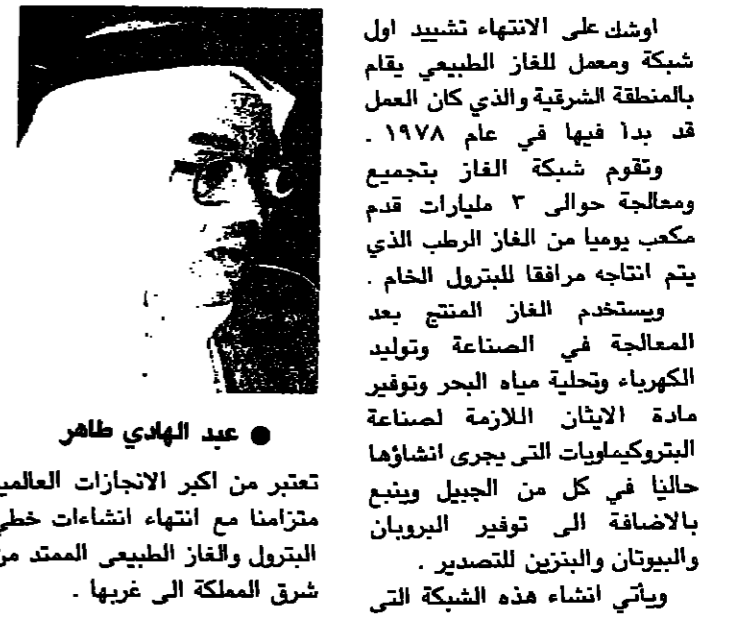 اوشك على الانتهاء تشييد اول
شبكة ومعمل للغاز الطبيعي يقام
بالمنطقة الشرقية والذي كان العمل
قد بدأ فيها في عام ١٩٧٨ .
وتقوم شبكة الغاز بتجميع
ومعالجة حوالى ٣ مليارات قدم
مكعب يوميا من الغاز الرطب الذي
يتم انتاجه مرافقا للبترول الخام .
ويستخدم الغاز المنتج بعد
المعالجة في الصناعة وتوليد
الكهرباء وتحلية مياه البحر وتوفير
مادة الايثان اللازمة لصناعة
البتروكيماويات التى يجرى انشاؤها
حاليا في كل من الجبيل وينبع
بالاضافة الى توفير البروبان
والبيوتان والبنزين للتصدير .
ويأتي انشاء هذه الشبكة التى
● عبد الهادي طاهر
تعتبر من اكبر الانجازات العالمية
متزامنا مع انتهاء انشاءات خطي
البترول والغاز الطبيعى الممتد من
شرق المملكة الى غربها .